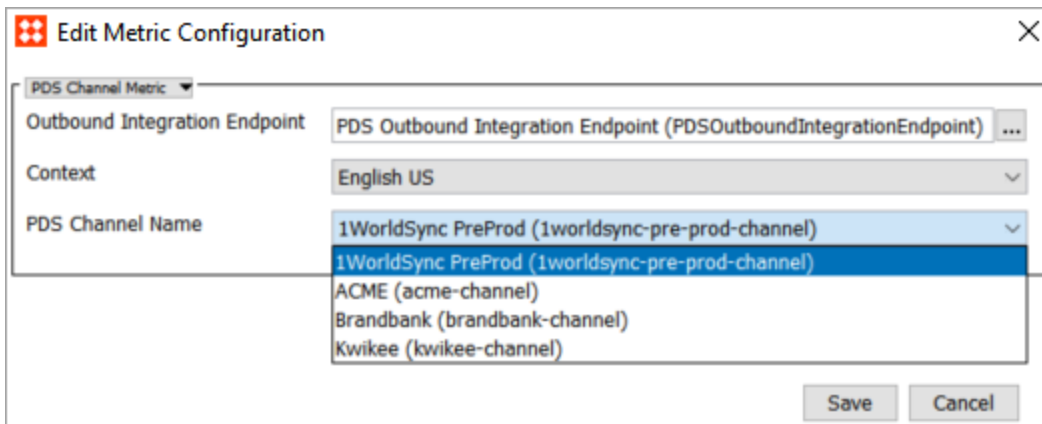 Edit Metric Configuration
PDS Channel Metric
Outbound Integration Endpoint PDS Outbound Integration Endpoint (PDSOutboundIntegrationEndpoint) ...
Context English US
PDS Channel Name 1WorldSync PreProd (1worldsync-pre-prod-channel)
1WorldSync PreProd (1worldsync-pre-prod-channel)
ACME (acme-channel)
Brandbank (brandbank-channel)
Kwikee (kwikee-channel)
Save Cancel